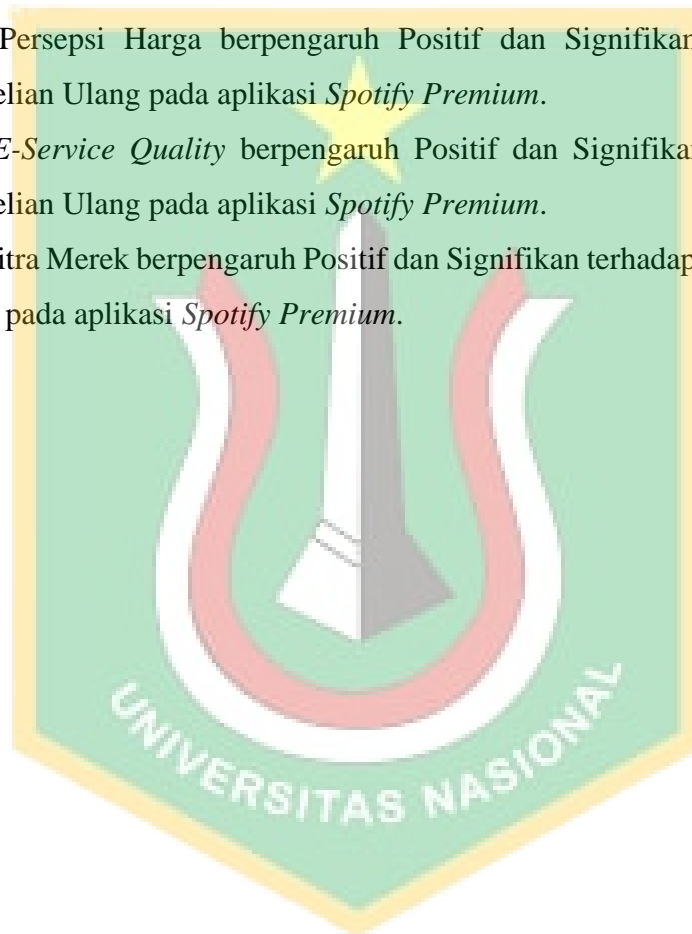 Persepsi Harga berpengaruh Positif dan Signifikan
elian Ulang pada aplikasi Spotify Premium.
E-Service Quality berpengaruh Positif dan Signifikan
elian Ulang pada aplikasi Spotify Premium.
itra Merek berpengaruh Positif dan Signifikan terhadap
pada aplikasi Spotify Premium.
UNIVERSITAS NASIONAL